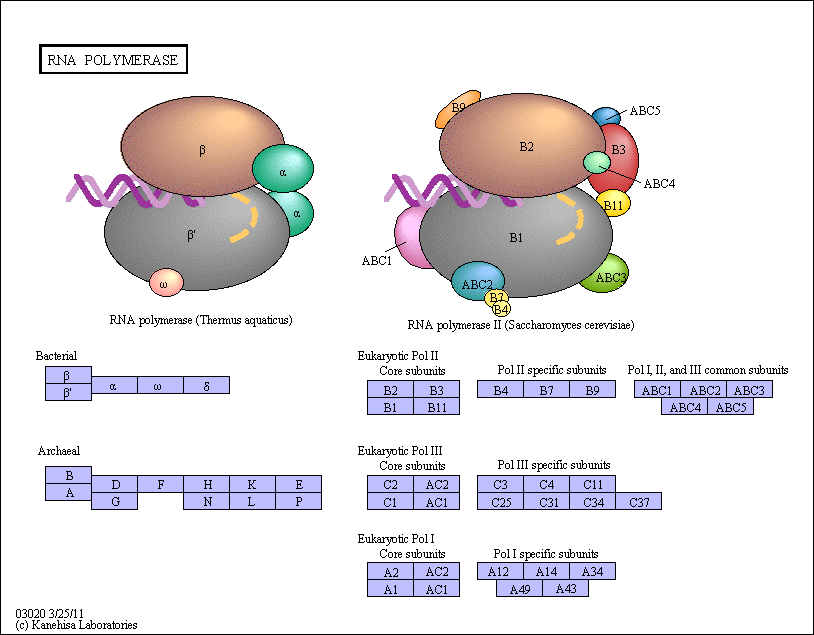 RNA POLYMERASE
B9
ABC5
β
B2
B3
α
ABC4
α
B11
β'
B1
ABC1
ω
ABC2
ABC3
B7
B4
RNA polymerase (Thermus aquaticus)
RNA polymerase II (Saccharomyces cerevisiae)
Bacterial
β
β'
α ω δ
Eukaryotic Pol II
Core subunits
B2 B3
B1 B11
Pol II specific subunits
B4 B7 B9
Pol I, II, and III common subunits
ABC1 ABC2 ABC3
ABC4 ABC5
Archaeal
B
A
D F H K E
G N L P
Eukaryotic Pol III
Core subunits
C2 AC2
C1 AC1
Pol III specific subunits
C3 C4 C11
C25 C31 C34 C37
Eukaryotic Pol I
Core subunits
A2 AC2
A1 AC1
Pol I specific subunits
A12 A14 A34
A49 A43
03020 3/25/11
(c) Kanehisa Laboratories